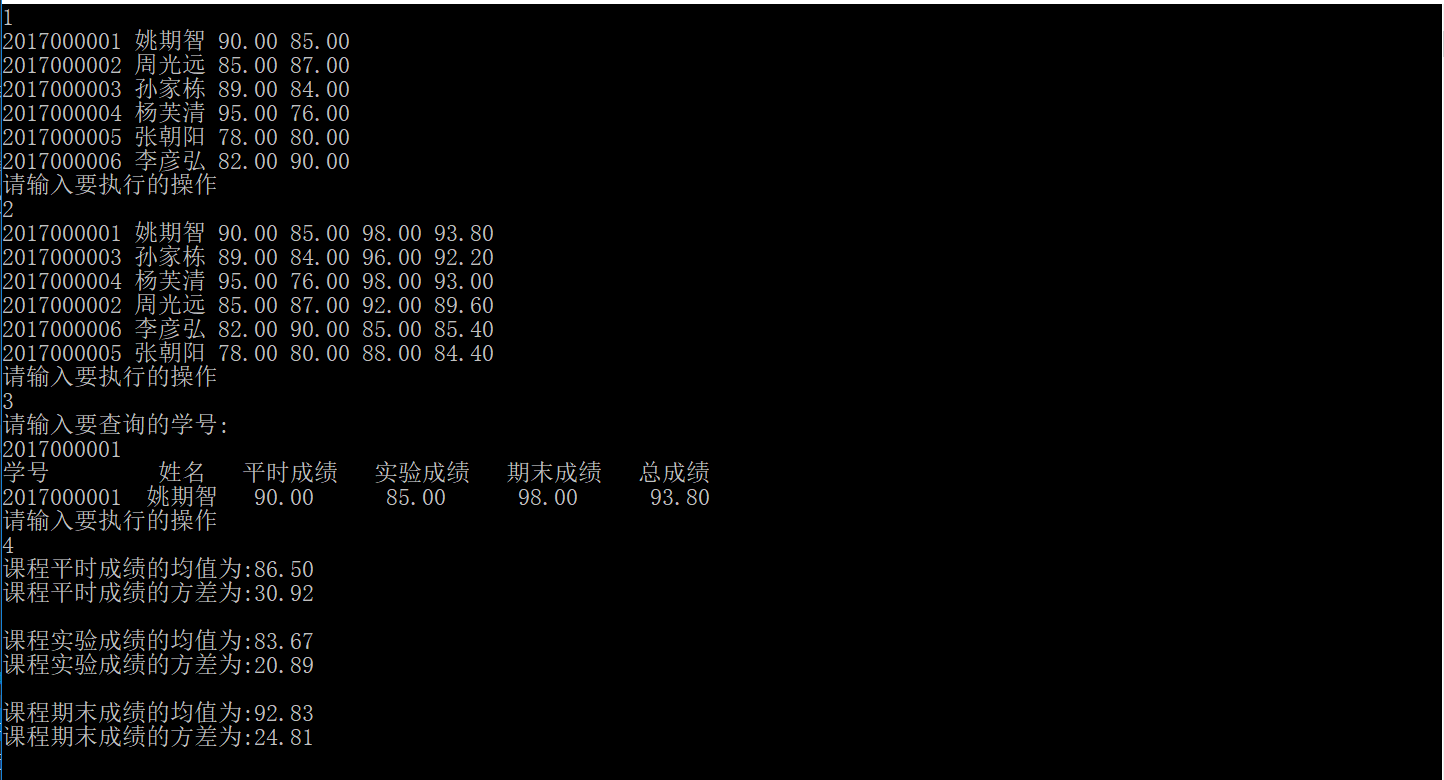 1
2017000001 姚期智 90.00 85.00
2017000002 周光远 85.00 87.00
2017000003 孙家栋 89.00 84.00
2017000004 杨芙清 95.00 76.00
2017000005 张朝阳 78.00 80.00
2017000006 李彦弘 82.00 90.00
请输入要执行的操作
2
2017000001 姚期智 90.00 85.00 98.00 93.80
2017000003 孙家栋 89.00 84.00 96.00 92.20
2017000004 杨芙清 95.00 76.00 98.00 93.00
2017000002 周光远 85.00 87.00 92.00 89.60
2017000006 李彦弘 82.00 90.00 85.00 85.40
2017000005 张朝阳 78.00 80.00 88.00 84.40
请输入要执行的操作
3
请输入要查询的学号:
2017000001
学号 姓名 平时成绩 实验成绩 期末成绩 总成绩
2017000001 姚期智 90.00 85.00 98.00 93.80
请输入要执行的操作
4
课程平时成绩的均值为:86.50
课程平时成绩的方差为:30.92
课程实验成绩的均值为:83.67
课程实验成绩的方差为:20.89
课程期末成绩的均值为:92.83
课程期末成绩的方差为:24.81